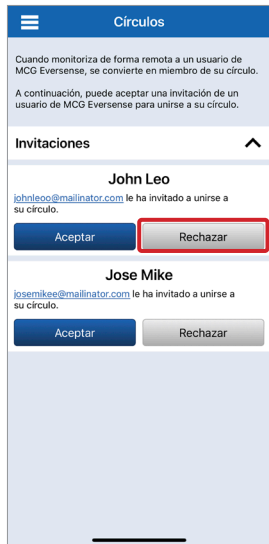 Círculos
Cuando monitoriza de forma remota a un usuario de
MCG Eversense, se convierte en miembro de su círculo.
A continuación, puede aceptar una invitación de un
usuario de MCG Eversense para unirse a su círculo.
Invitaciones
John Leo
johnleoo@mailinator.com le ha invitado a unirse a
su círculo.
Aceptar Rechazar
Jose Mike
josemikee@mailinator.com le ha invitado a unirse a
su círculo.
Aceptar Rechazar